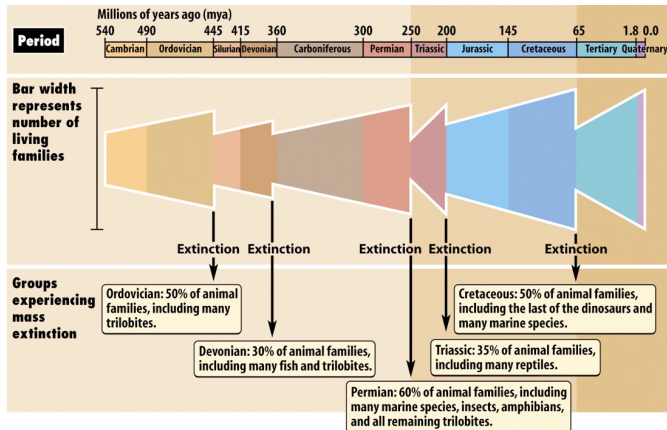 Millions of years ago (mya)
Period
540 490 445 415 360 300 250 200 145 65 1.8 0.0
Cambrian Ordovician Silurian Devonian Carboniferous Permian Triassic Jurassic Cretaceous Tertiary Quaternary
Bar width
represents
number of
living
families
Extinction Extinction Extinction Extinction Extinction
Groups
experiencing
mass
extinction
Ordovician: 50% of animal
families, including many
trilobites.
Cretaceous: 50% of animal families,
including the last of the dinosaurs and
many marine species.
Devonian: 30% of animal families,
including many fish and trilobites.
Triassic: 35% of animal families,
including many reptiles.
Permian: 60% of animal families, including
many marine species, insects, amphibians,
and all remaining trilobites.